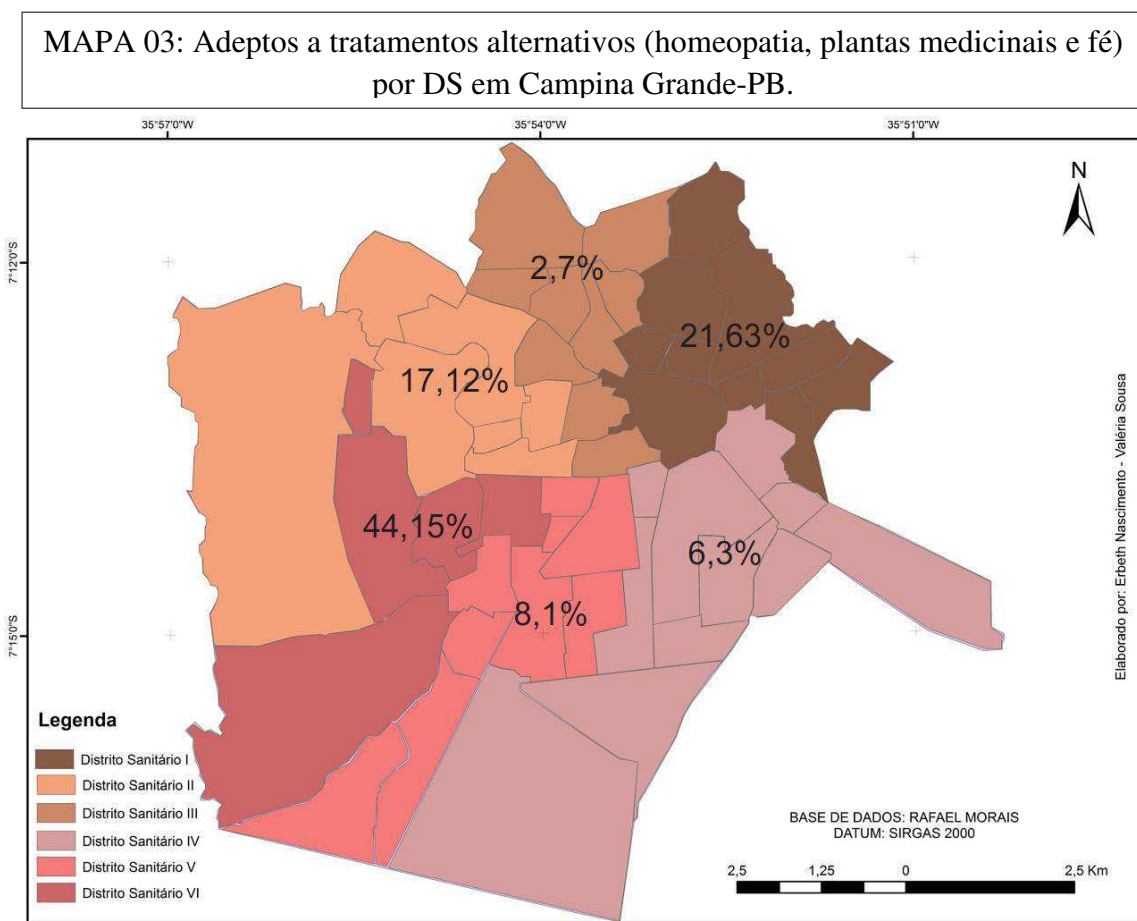 MAPA 03: Adeptos a tratamentos alternativos (homeopatia, plantas medicinais e fé)
por DS em Campina Grande-PB.
35°57'0"W
35°54'0"W
35°51'0"W
N
7°12'0"S
2,7%
21,63%
17,12%
44,15%
6,3%
8,1%
7°15'0"S
Elaborado por: Erbeth Nascimento - Valéria Sousa
Legenda
Distrito Sanitário I
Distrito Sanitário II
Distrito Sanitário III
Distrito Sanitário IV
Distrito Sanitário V
Distrito Sanitário VI
BASE DE DADOS: RAFAEL MORAIS
DATUM: SIRGAS 2000
2,5 1,25 0 2,5 Km